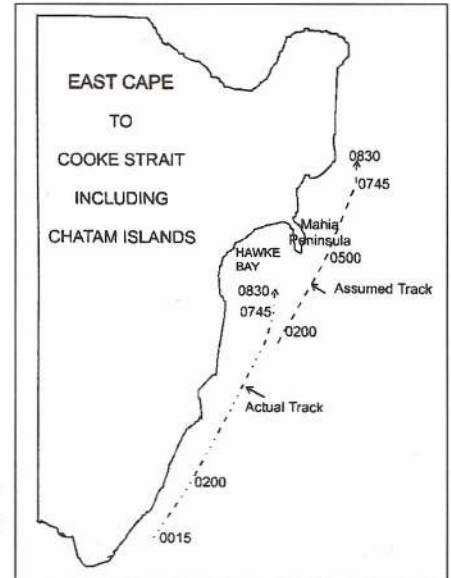 EAST CAPE
TO
COOKE STRAIT
INCLUDING
CHATAM ISLANDS
0830
0745
Mahia
Peninsula
0500
HAWKE
BAY
0830
Assumed Track
0745
0200
Actual Track
0200
0015